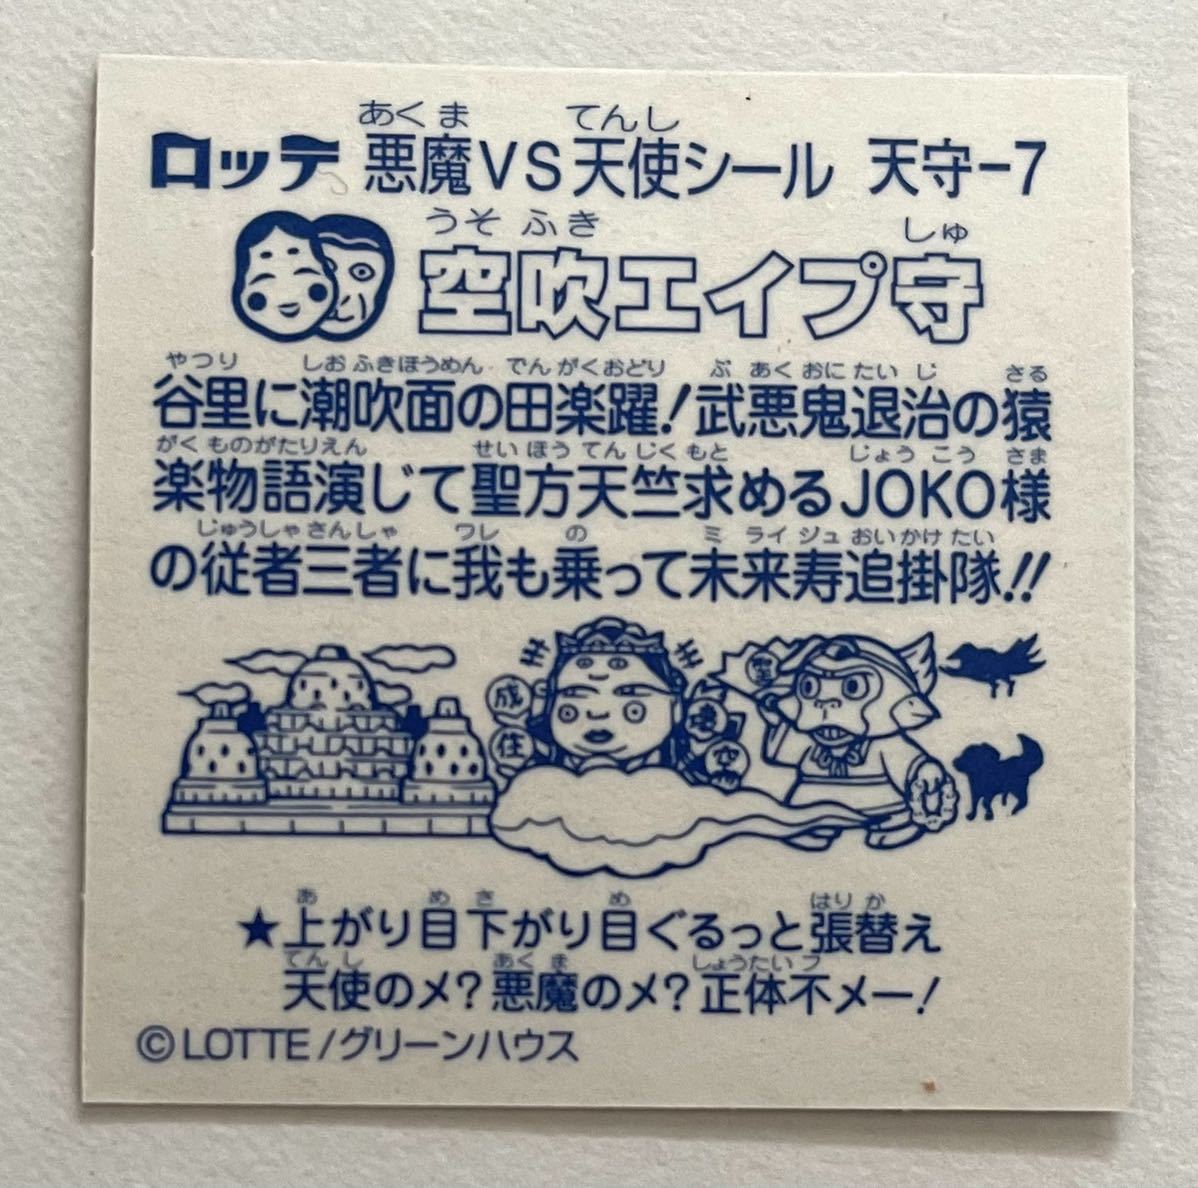 あくま てんし
ロッテ 悪魔VS天使シール 天守-7
うそふき しゅ
空吹エイプ守
やつり しおふきほうめん でんがくおどり ぶあくおにたいじ さる
谷里に潮吹面の田楽躍!武悪鬼退治の猿
がくものがたりえん せいほうてんじくもと じょうこうさま
楽物語演じて聖方天竺求めるJOKO様
じゅうしゃさんしゃ ワレ の ミライジュおいかけたい
の従者三者に我も乗って未来寿追掛隊!!
聖
成
住
壊
空
あ めさ め はりか
★上がり目下がり目ぐるっと張替え
てんし あくま しょうたいフ
天使のメ?悪魔のメ?正体不メー!
©LOTTE/グリーンハウス